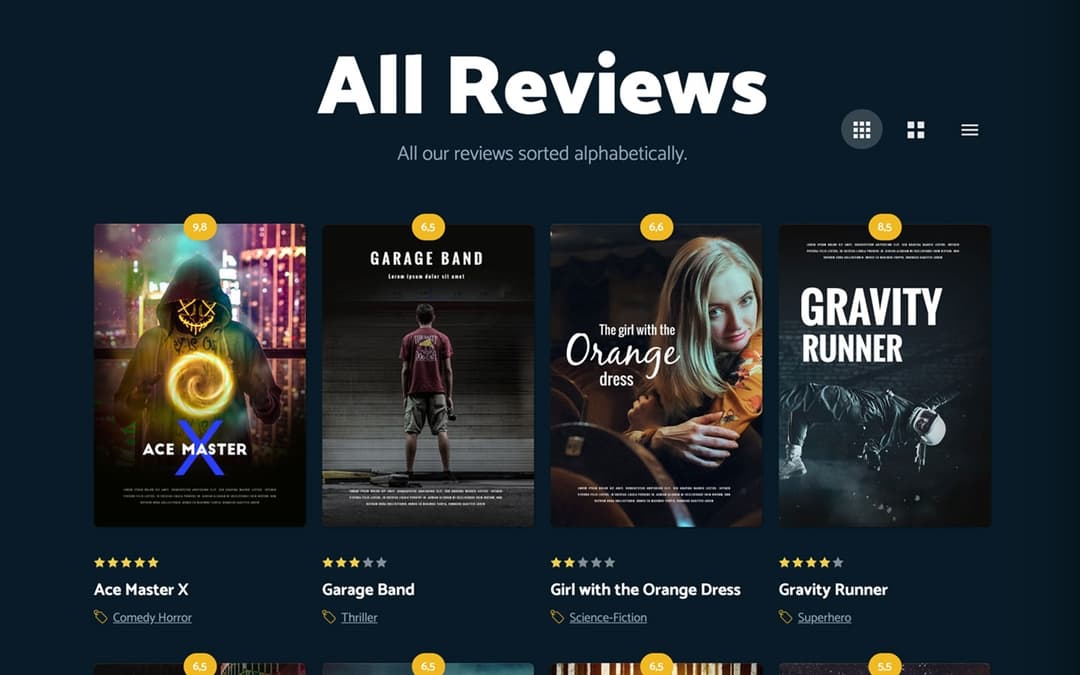 All Reviews
All our reviews sorted alphabetically.
9,8
6,5
6,6
8,5
ACE MASTER
X
GARAGE BAND
Lorem ipsum dolor sit amet
The girl with the
Orange
dress
GRAVITY
RUNNER
Ace Master X
Comedy Horror
Garage Band
Thriller
Girl with the Orange Dress
Science-Fiction
Gravity Runner
Superhero
6,5
6,5
6,5
5,5